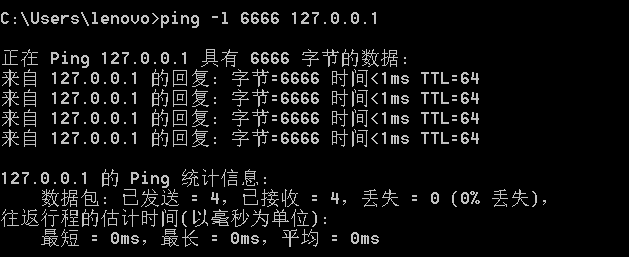 C:\Users\lenovo>ping -l 6666 127.0.0.1
正在 Ping 127.0.0.1 具有 6666 字节的数据:
来自 127.0.0.1 的回复: 字节=6666 时间<1ms TTL=64
来自 127.0.0.1 的回复: 字节=6666 时间<1ms TTL=64
来自 127.0.0.1 的回复: 字节=6666 时间<1ms TTL=64
来自 127.0.0.1 的回复: 字节=6666 时间<1ms TTL=64
127.0.0.1 的 Ping 统计信息:
数据包: 已发送 = 4, 已接收 = 4, 丢失 = 0 (0% 丢失),
往返行程的估计时间(以毫秒为单位):
最短 = 0ms, 最长 = 0ms, 平均 = 0ms